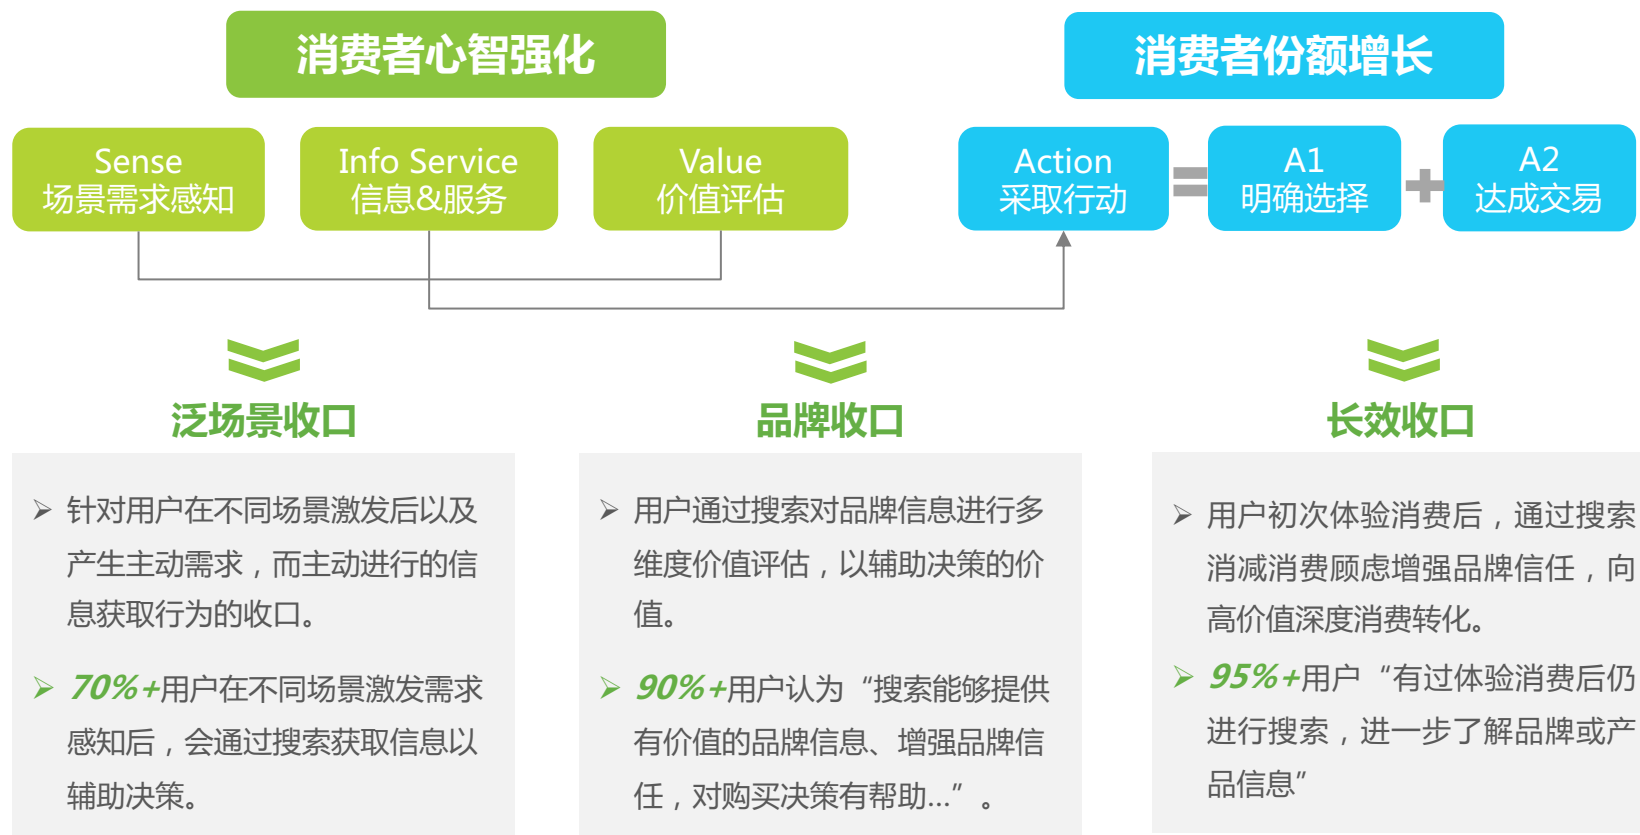 消费者心智强化
消费者份额增长
Sense
场景需求感知
Info Service
信息&服务
Value
价值评估
Action
采取行动
A1
明确选择
A2
达成交易
泛场景收口
针对用户在不同场景激发后以及
产生主动需求，而主动进行的信
息获取行为的收口。
70%+用户在不同场景激发需求
感知后，会通过搜索获取信息以
辅助决策。
品牌收口
用户通过搜索对品牌信息进行多
维度价值评估，以辅助决策的价
值。
90%+用户认为“搜索能够提供
有价值的品牌信息、增强品牌信
任，对购买决策有帮助...”。
长效收口
用户初次体验消费后，通过搜索
消减消费顾虑增强品牌信任，向
高价值深度消费转化。
95%+用户“有过体验消费后仍
进行搜索，进一步了解品牌或产
品信息”